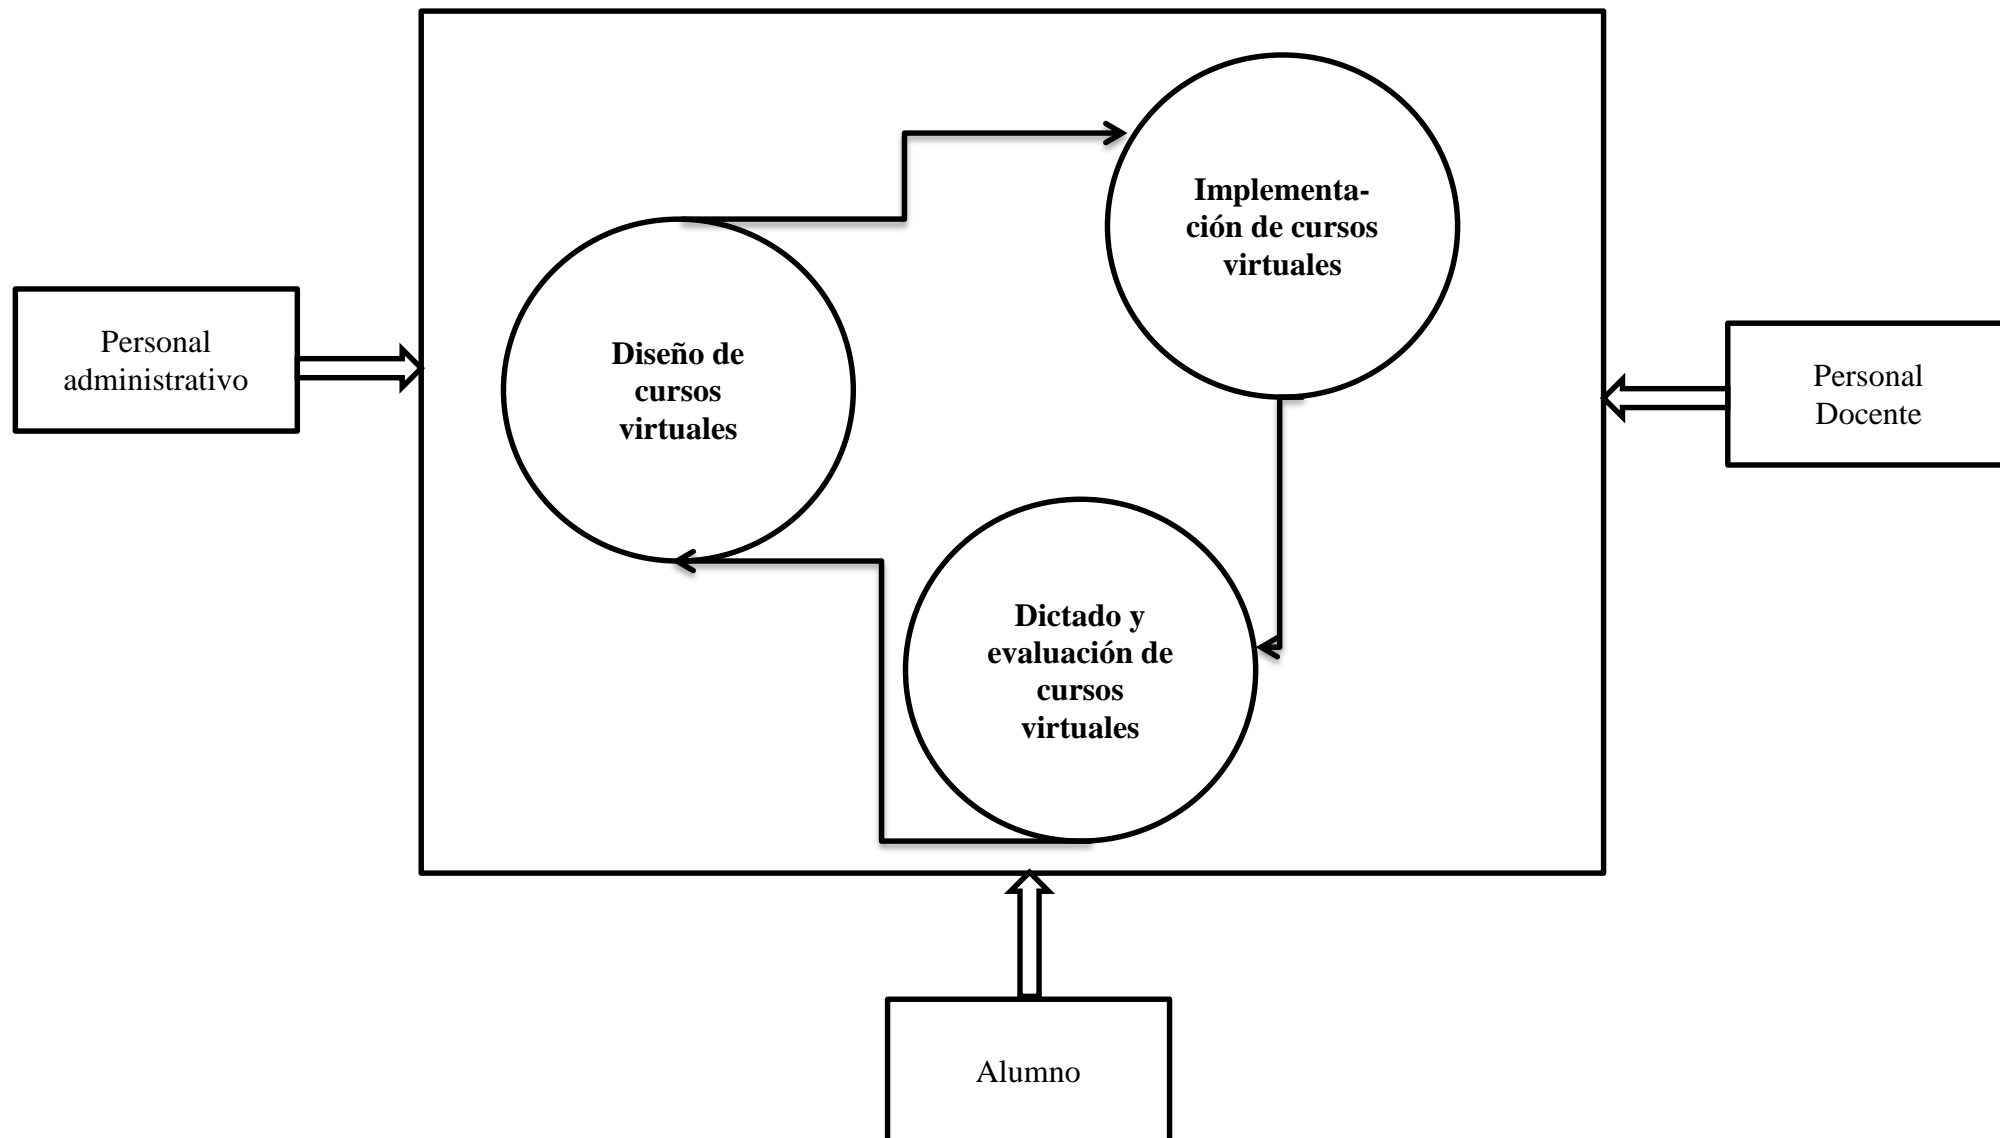 Implementa-
ción de cursos
virtuales
Personal
administrativo
Diseño de
cursos
virtuales
Personal
Docente
Dictado y
evaluación de
cursos
virtuales
Alumno